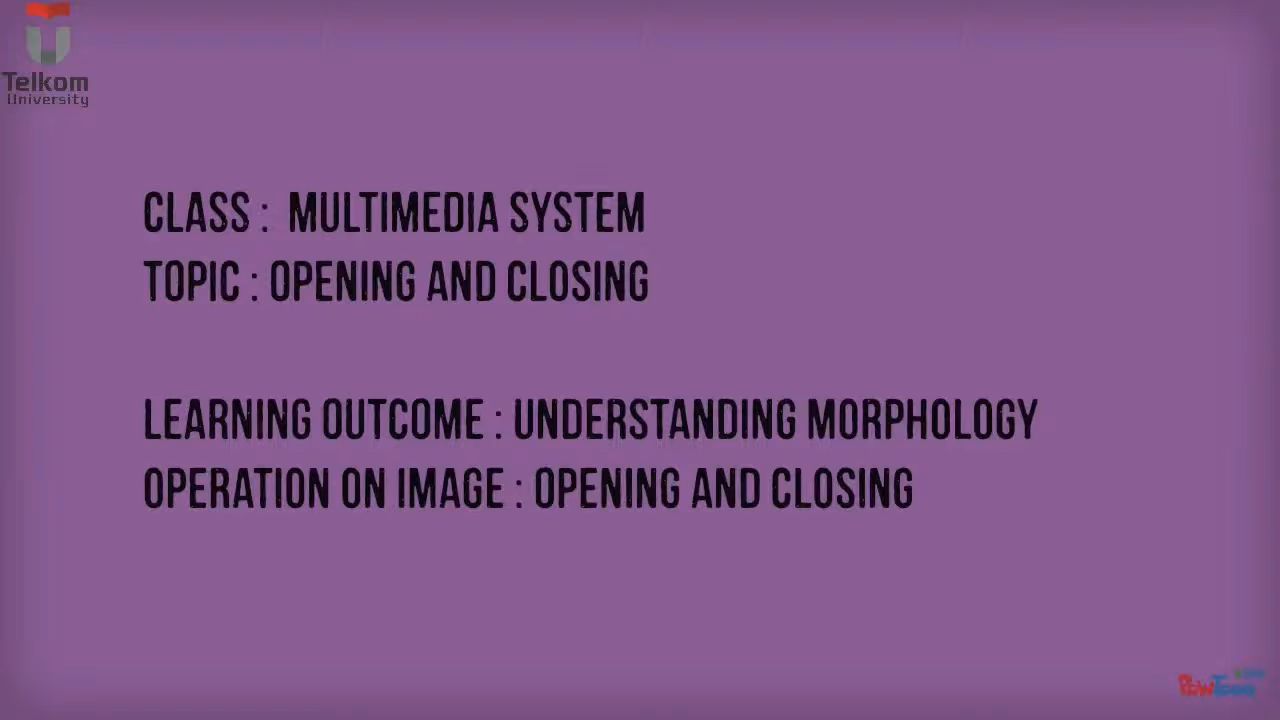 Telkom
University
CLASS : MULTIMEDIA SYSTEM
TOPIC : OPENING AND CLOSING
LEARNING OUTCOME : UNDERSTANDING MORPHOLOGY
OPERATION ON IMAGE : OPENING AND CLOSING
PowToon